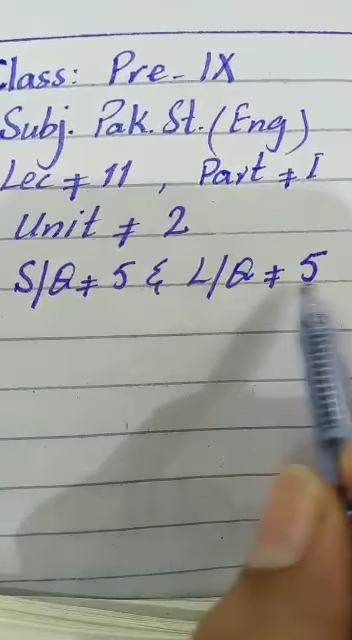 Class: Pre-IX
Subj. Pak. St. (Eng)
Lec # 11, Part # I
Unit # 2
S/Q # 5 & L/Q # 5